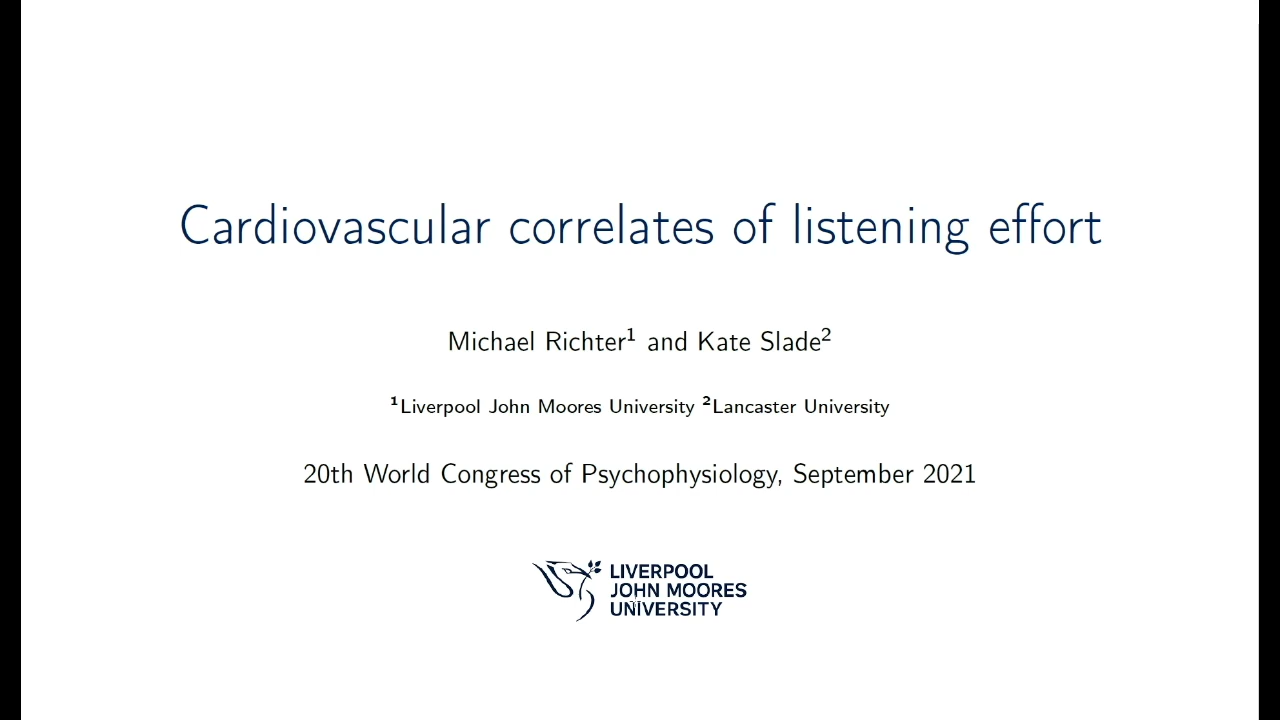 Cardiovascular correlates of listening effort
Michael Richter¹ and Kate Slade²
¹Liverpool John Moores University ²Lancaster University
20th World Congress of Psychophysiology, September 2021
LIVERPOOL
JOHN MOORES
UNIVERSITY